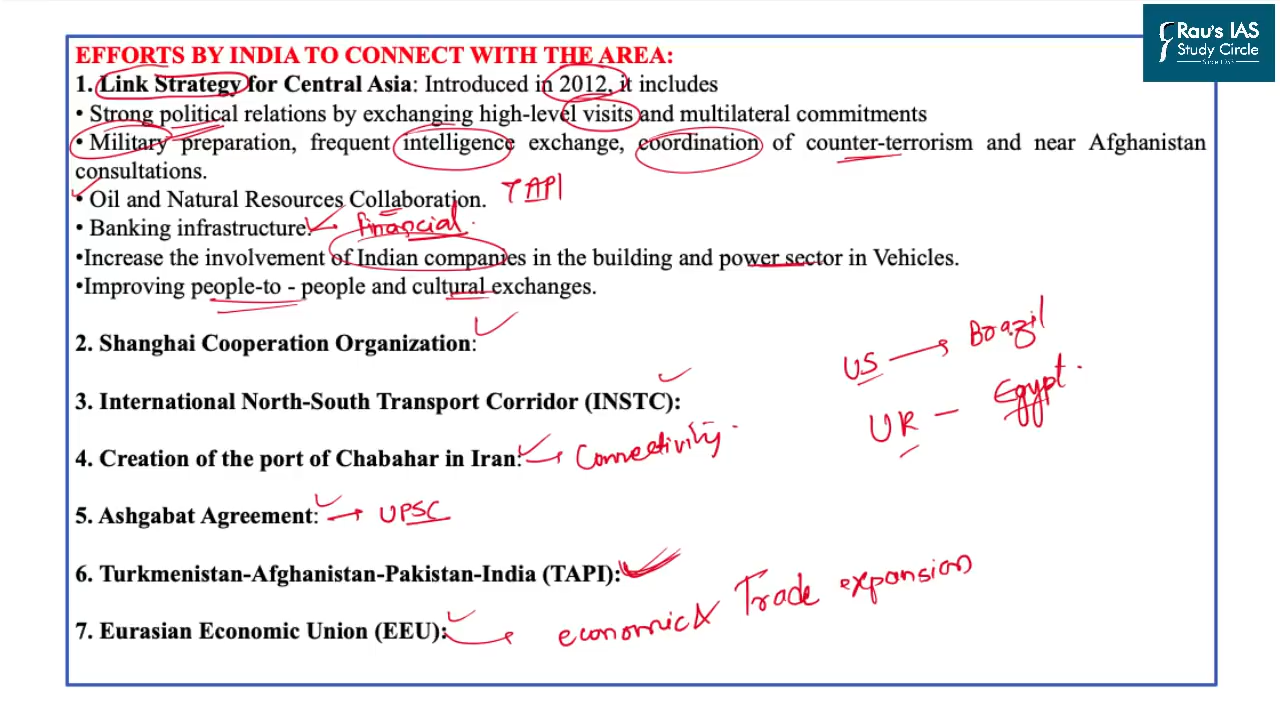 Rau's IAS
Study Circle
Since 1953
EFFORTS BY INDIA TO CONNECT WITH THE AREA:
1. Link Strategy for Central Asia: Introduced in 2012, it includes
• Strong political relations by exchanging high-level visits and multilateral commitments
• Military preparation, frequent intelligence exchange, coordination of counter-terrorism and near Afghanistan
consultations.
• Oil and Natural Resources Collaboration. TAPI
• Banking infrastructure. Financial.
•Increase the involvement of Indian companies in the building and power sector in Vehicles.
•Improving people-to - people and cultural exchanges.
2. Shanghai Cooperation Organization:
US → Brazil
3. International North-South Transport Corridor (INSTC):
UR — Egypt.
4. Creation of the port of Chabahar in Iran: → Connectivity.
5. Ashgabat Agreement: → UPSC
6. Turkmenistan-Afghanistan-Pakistan-India (TAPI):
7. Eurasian Economic Union (EEU): → economic & Trade expansion